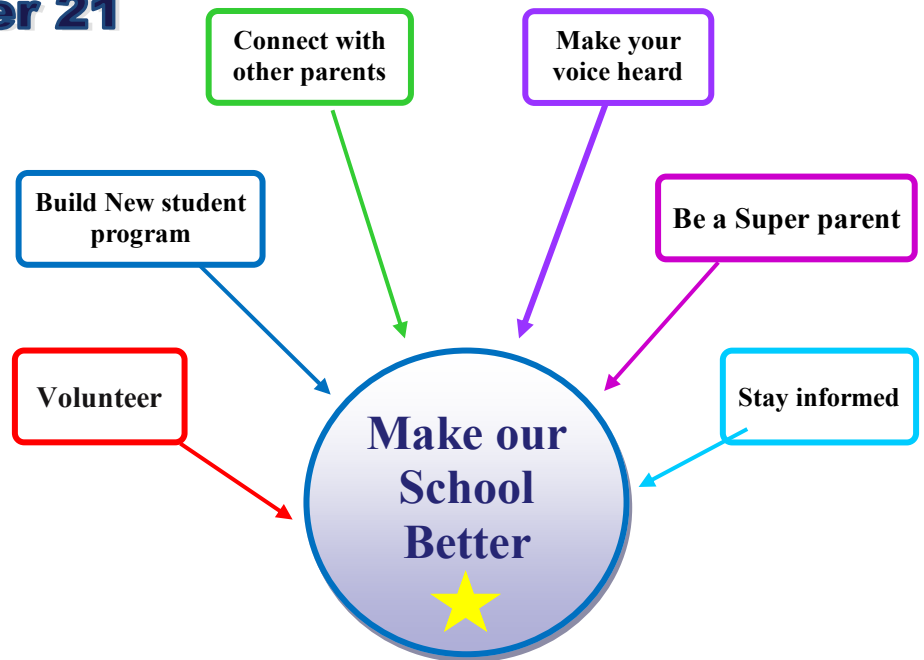 er 21
Connect with
other parents
Make your
voice heard
Build New student
program
Be a Super parent
Volunteer
Stay informed
Make our
School
Better